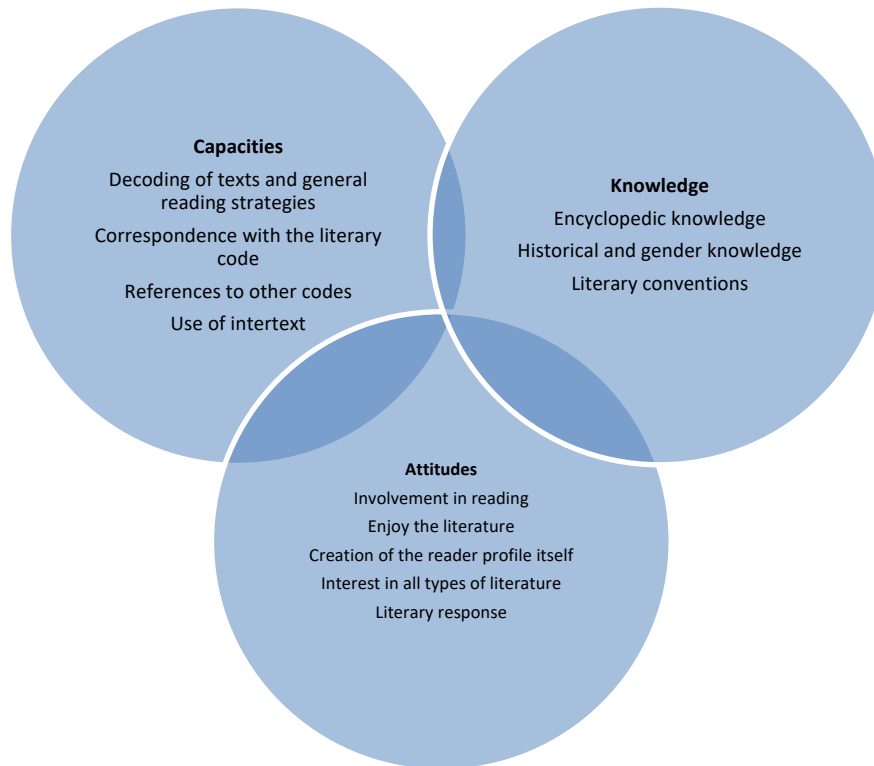 Capacities
Decoding of texts and general
reading strategies
Correspondence with the literary
code
References to other codes
Use of intertext
Knowledge
Encyclopedic knowledge
Historical and gender knowledge
Literary conventions
Attitudes
Involvement in reading
Enjoy the literature
Creation of the reader profile itself
Interest in all types of literature
Literary response